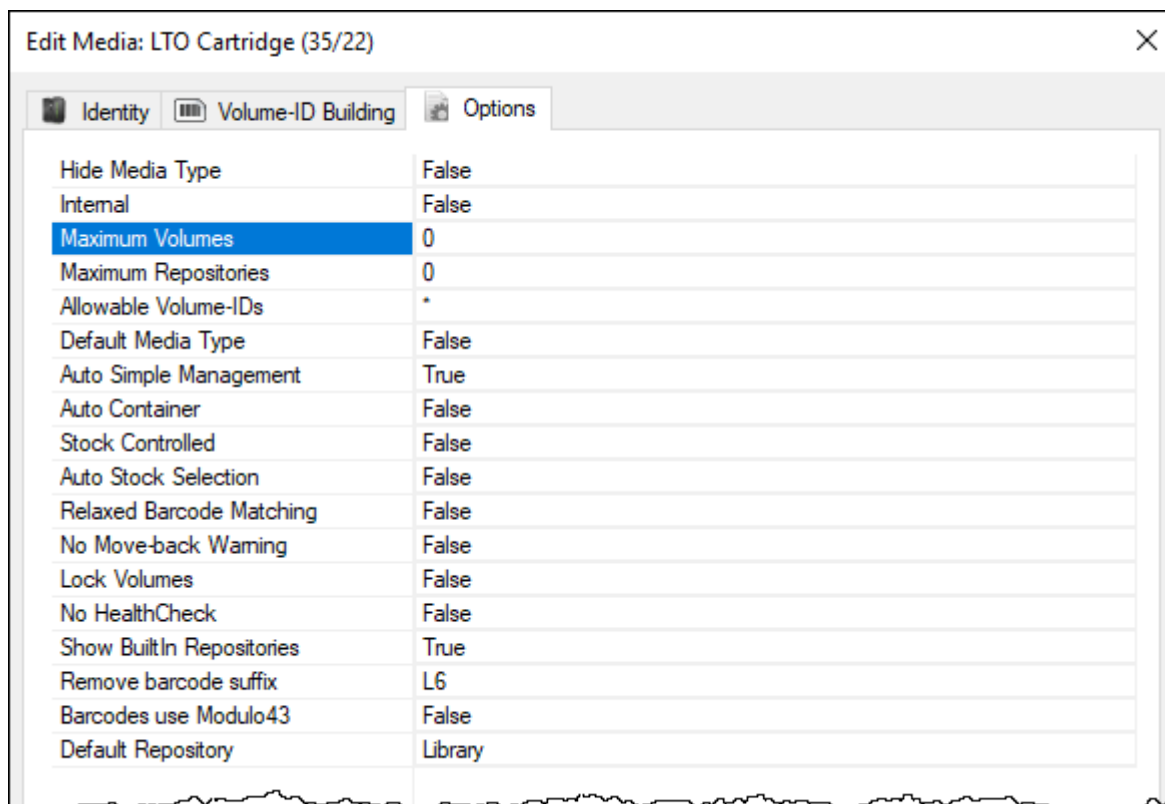 Edit Media: LTO Cartridge (35/22)
Identity Volume-ID Building Options
Hide Media Type False
Internal False
Maximum Volumes 0
Maximum Repositories 0
Allowable Volume-IDs *
Default Media Type False
Auto Simple Management True
Auto Container False
Stock Controlled False
Auto Stock Selection False
Relaxed Barcode Matching False
No Move-back Warning False
Lock Volumes False
No HealthCheck False
Show BuiltIn Repositories True
Remove barcode suffix L6
Barcodes use Modulo43 False
Default Repository Library